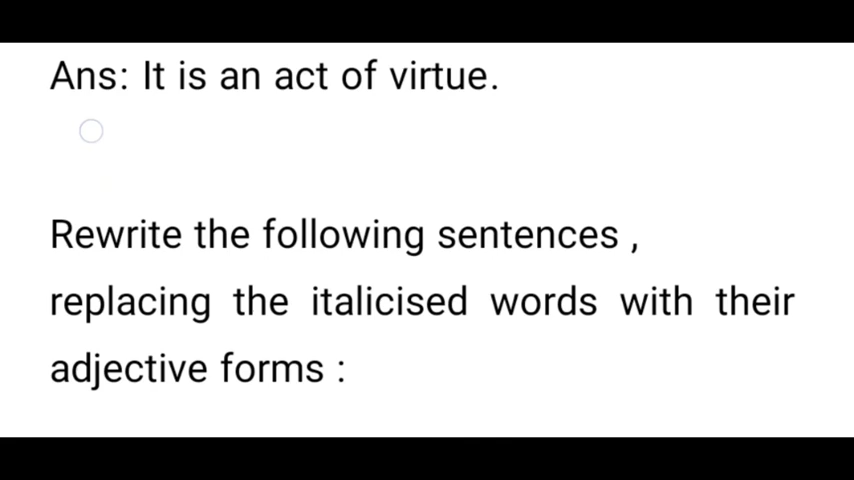 Ans: It is an act of virtue.
Rewrite the following sentences ,
replacing the italicised words with their
adjective forms :